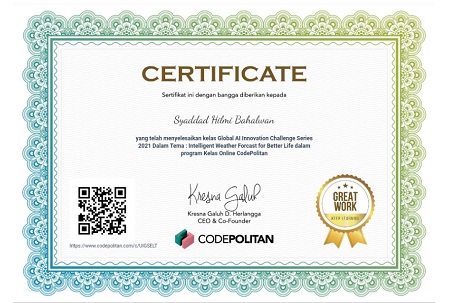 CERTIFICATE
Sertifikat ini dengan bangga diberikan kepada
Syaddad Hilmi Bahalwan
yang telah menyelesaikan kelas Global AI Innovation Challenge Series
2021 Dalam Tema : Intelligent Weather Forcast for Better Life dalam
program Kelas Online CodePolitan
Kresna Galuh
Kresna Galuh D. Herlangga
CEO & Co-Founder
CODEPOLITAN
https://www.codepolitan.com/c/UIGSELT
GREAT
WORK
KEEP LEARNING